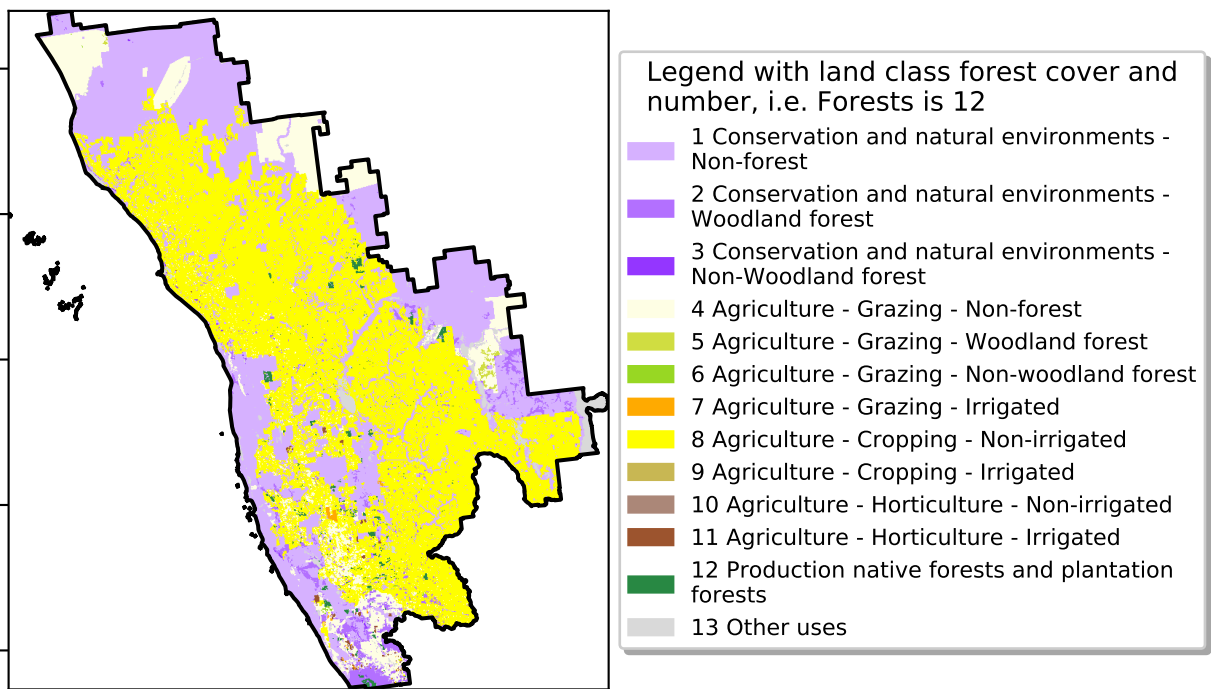 Legend with land class forest cover and
number, i.e. Forests is 12
1 Conservation and natural environments -
Non-forest
2 Conservation and natural environments -
Woodland forest
3 Conservation and natural environments -
Non-Woodland forest
4 Agriculture - Grazing - Non-forest
5 Agriculture - Grazing - Woodland forest
6 Agriculture - Grazing - Non-woodland forest
7 Agriculture - Grazing - Irrigated
8 Agriculture - Cropping - Non-irrigated
9 Agriculture - Cropping - Irrigated
10 Agriculture - Horticulture - Non-irrigated
11 Agriculture - Horticulture - Irrigated
12 Production native forests and plantation
forests
13 Other uses